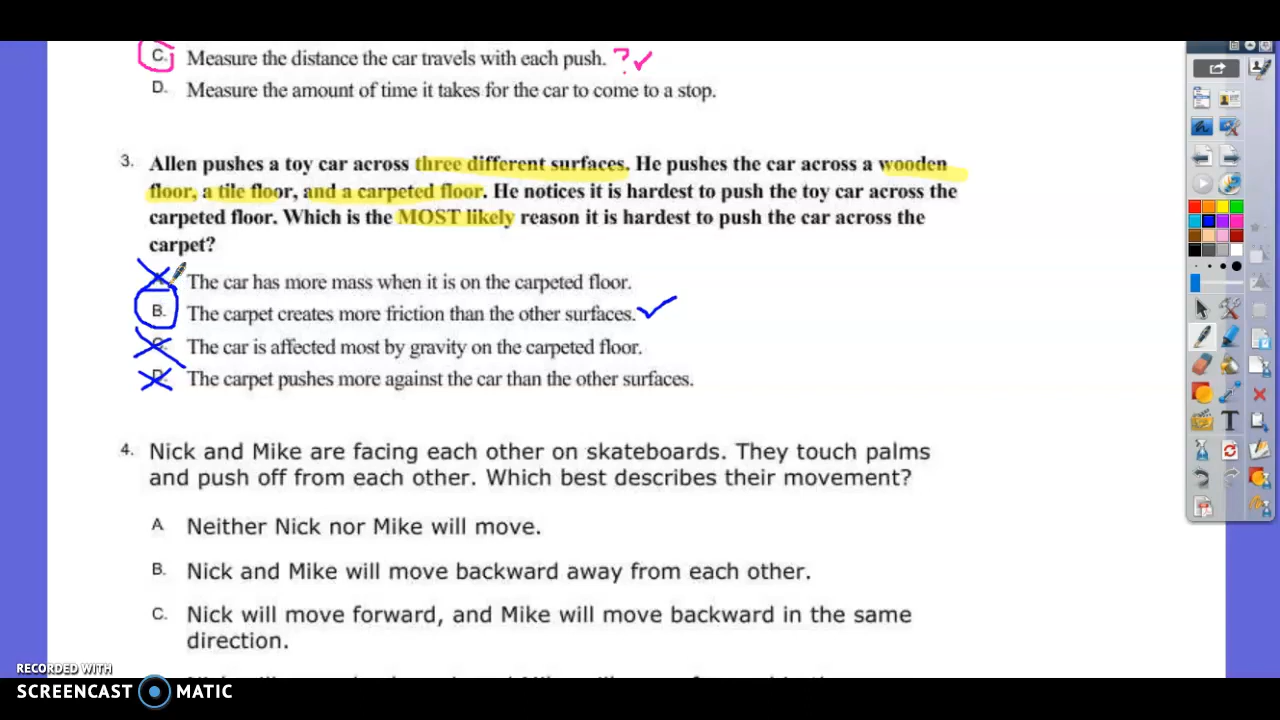 C. Measure the distance the car travels with each push. ?
D. Measure the amount of time it takes for the car to come to a stop.
3. Allen pushes a toy car across three different surfaces. He pushes the car across a wooden
floor, a tile floor, and a carpeted floor. He notices it is hardest to push the toy car across the
carpeted floor. Which is the MOST likely reason it is hardest to push the car across the
carpet?
The car has more mass when it is on the carpeted floor.
B. The carpet creates more friction than the other surfaces.
C. The car is affected most by gravity on the carpeted floor.
D. The carpet pushes more against the car than the other surfaces.
4. Nick and Mike are facing each other on skateboards. They touch palms
and push off from each other. Which best describes their movement?
A Neither Nick nor Mike will move.
B. Nick and Mike will move backward away from each other.
C. Nick will move forward, and Mike will move backward in the same
direction.
RECORDED WITH
SCREENCAST MATIC